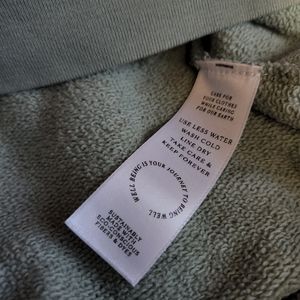 CARE FOR
YOUR CLOTHES
WHILE CARING
FOR OUR EARTH
USE LESS WATER
WASH COLD
LINE DRY
TAKE CARE &
KEEP FOREVER
WELL BEING IS YOUR JOURNEY TO BEING WELL
SUSTAINABLY
MADE WITH
ECO-CONSCIOUS
FIBERS & DYES